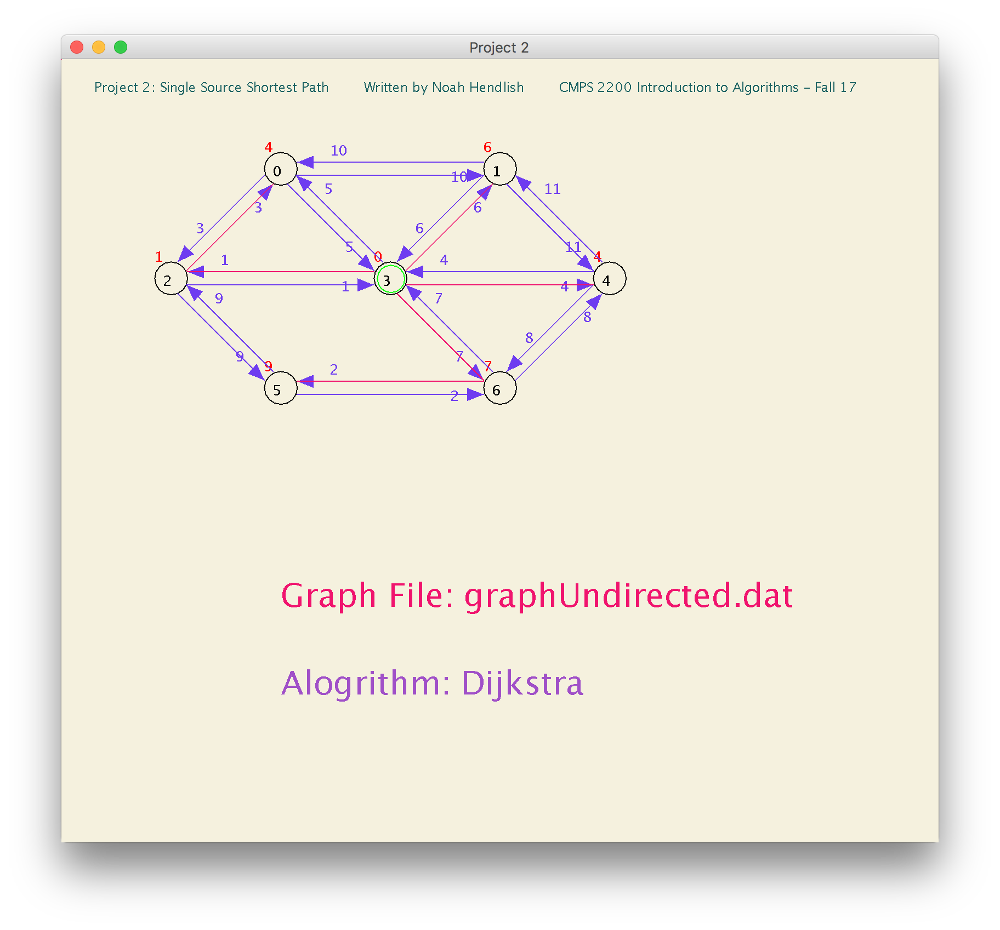 Project 2
Project 2: Single Source Shortest Path Written by Noah Hendlish CMPS 2200 Introduction to Algorithms – Fall 17
4 10 6
0 1
10
5 11
3 6
3 6
5 11
1 1 0 4 4
2 3 4
1 4
9 7
8
8
9 7
9 2 7
5 6
2
Graph File: graphUndirected.dat
Alogrithm: Dijkstra